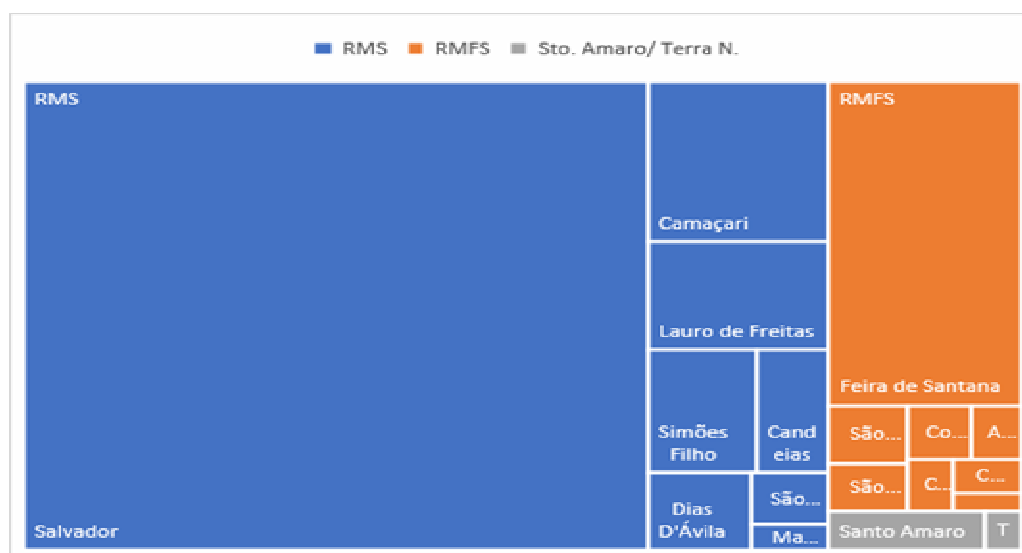 RMS RMFS Sto. Amaro/ Terra N.
RMS
Salvador
Camaçari
Lauro de Freitas
Simões
Filho
Cand
eias
Dias
D'Ávila
São...
Ma...
RMFS
Feira de Santana
São...
Co...
A...
São...
C...
C...
Santo Amaro
T